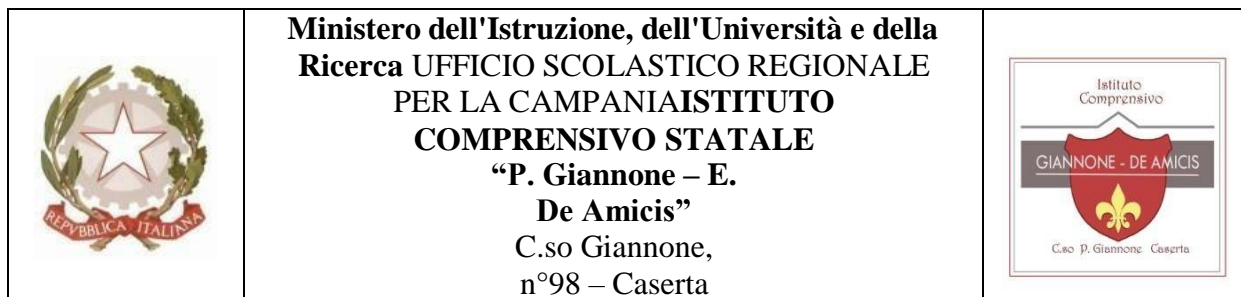 REPVBBLICA ITALIANA
Ministero dell'Istruzione, dell'Università e della
Ricerca UFFICIO SCOLASTICO REGIONALE
PER LA CAMPANIAISTITUTO
COMPRENSIVO STATALE
“P. Giannone – E.
De Amicis”
C.so Giannone,
n°98 – Caserta
Istituto
Comprensivo
GIANNONE - DE AMICIS
C.so P. Giannone Caserta